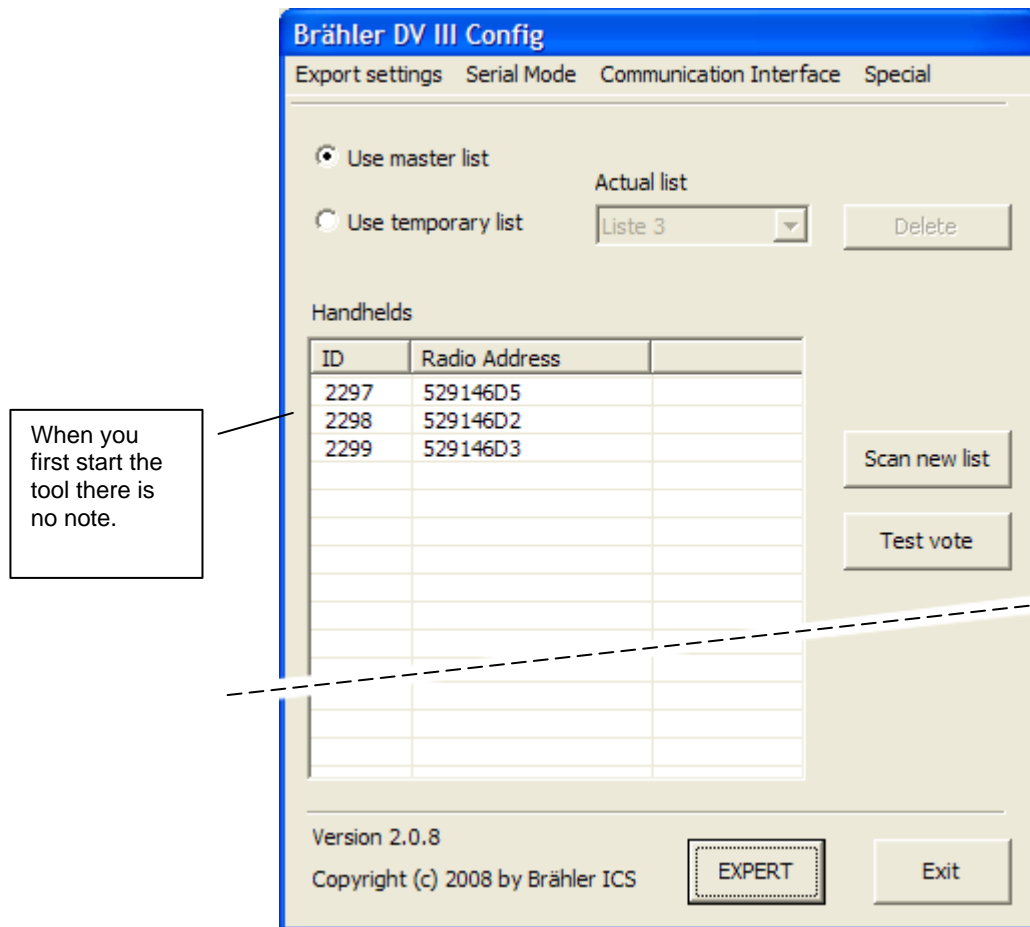 Brähler DV III Config
Export settings Serial Mode Communication Interface Special
Use master list
Actual list
Use temporary list Liste 3 Delete
Handhelds
ID Radio Address
2297 529146D5
2298 529146D2
2299 529146D3
When you
first start the
tool there is
no note.
Scan new list
Test vote
Version 2.0.8
Copyright (c) 2008 by Brähler ICS
EXPERT
Exit